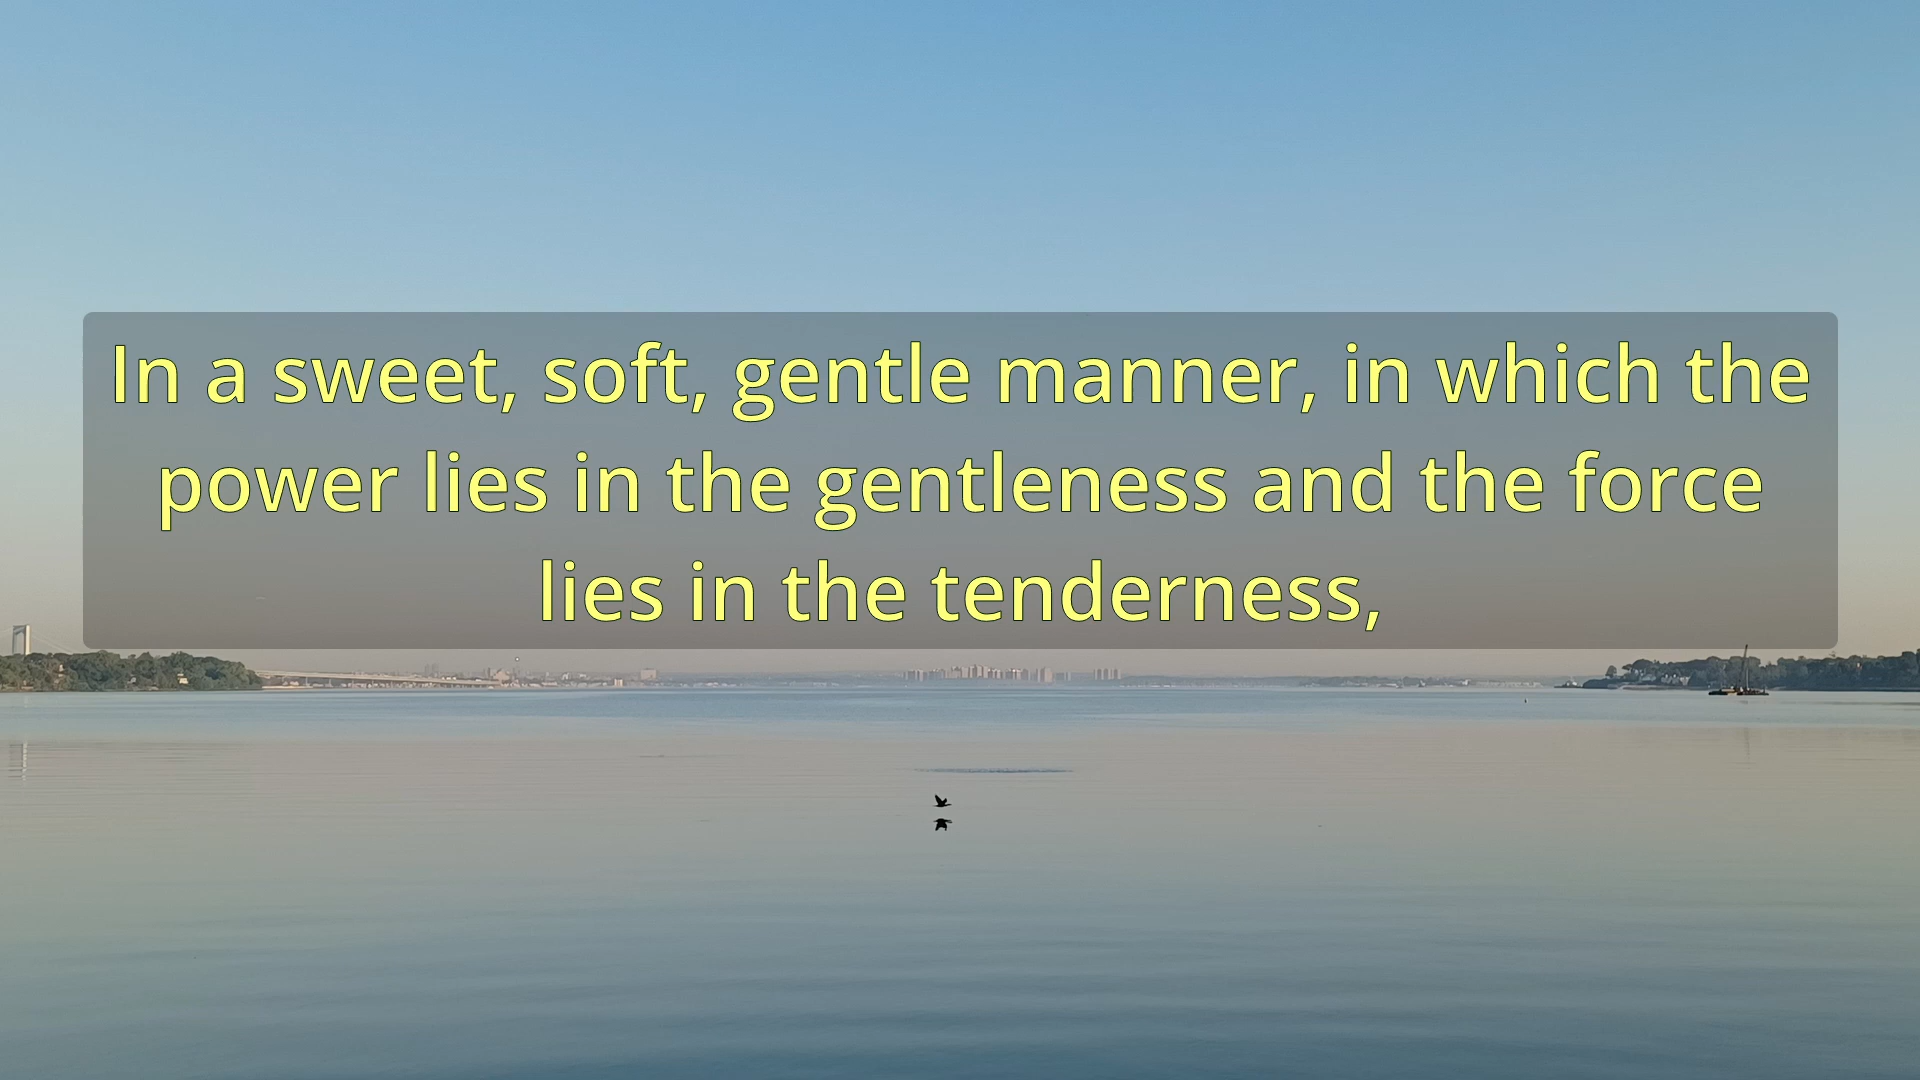 In a sweet, soft, gentle manner, in which the
power lies in the gentleness and the force
lies in the tenderness,